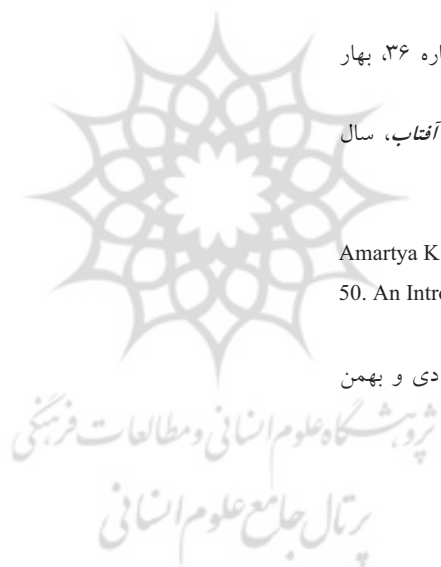 اره ۳۶، بهار
آفتاب، سال
Amartya K
50. An Intro
دی و بهمن
پژوهشگاه علوم انسانی و مطالعات فرهنگی
پرتال جامع علوم انسانی